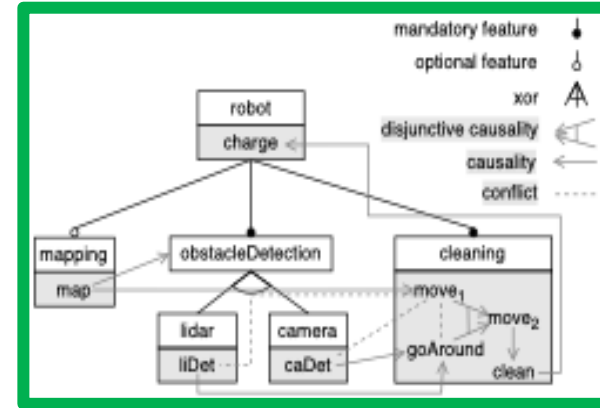 mandatory feature
optional feature
xor
disjunctive causality
causality
conflict
robot
charge
mapping
map
obstacleDetection
cleaning
move₁
move₂
goAround
clean
lidar
liDet
camera
caDet